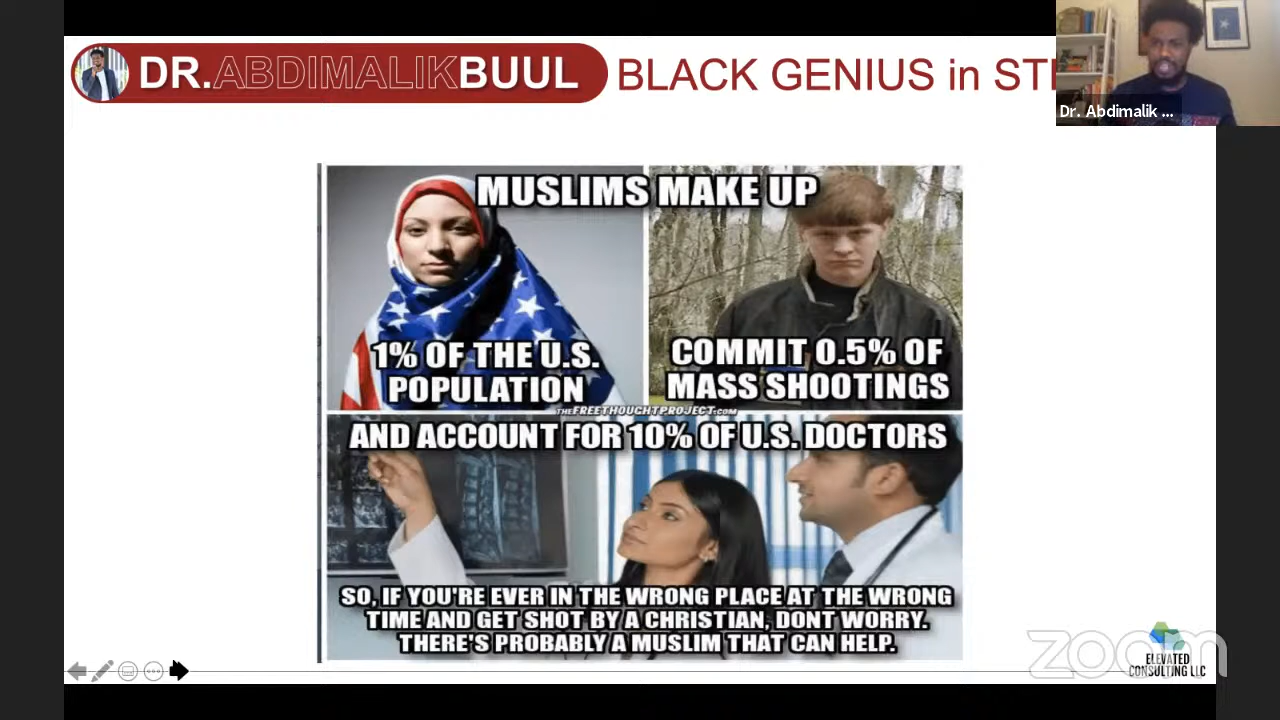 DR.ABDIMALIKBUUL
BLACK GENIUS in ST
Dr. Abdimalik ...
MUSLIMS MAKE UP
1% OF THE U.S.
POPULATION
COMMIT 0.5% OF
MASS SHOOTINGS
THEFREETHOUGHTPROJECT.COM
AND ACCOUNT FOR 10% OF U.S. DOCTORS
SO, IF YOU'RE EVER IN THE WRONG PLACE AT THE WRONG
TIME AND GET SHOT BY A CHRISTIAN, DONT WORRY.
THERE'S PROBABLY A MUSLIM THAT CAN HELP.
zoom
ELEVATED
CONSULTING LLC